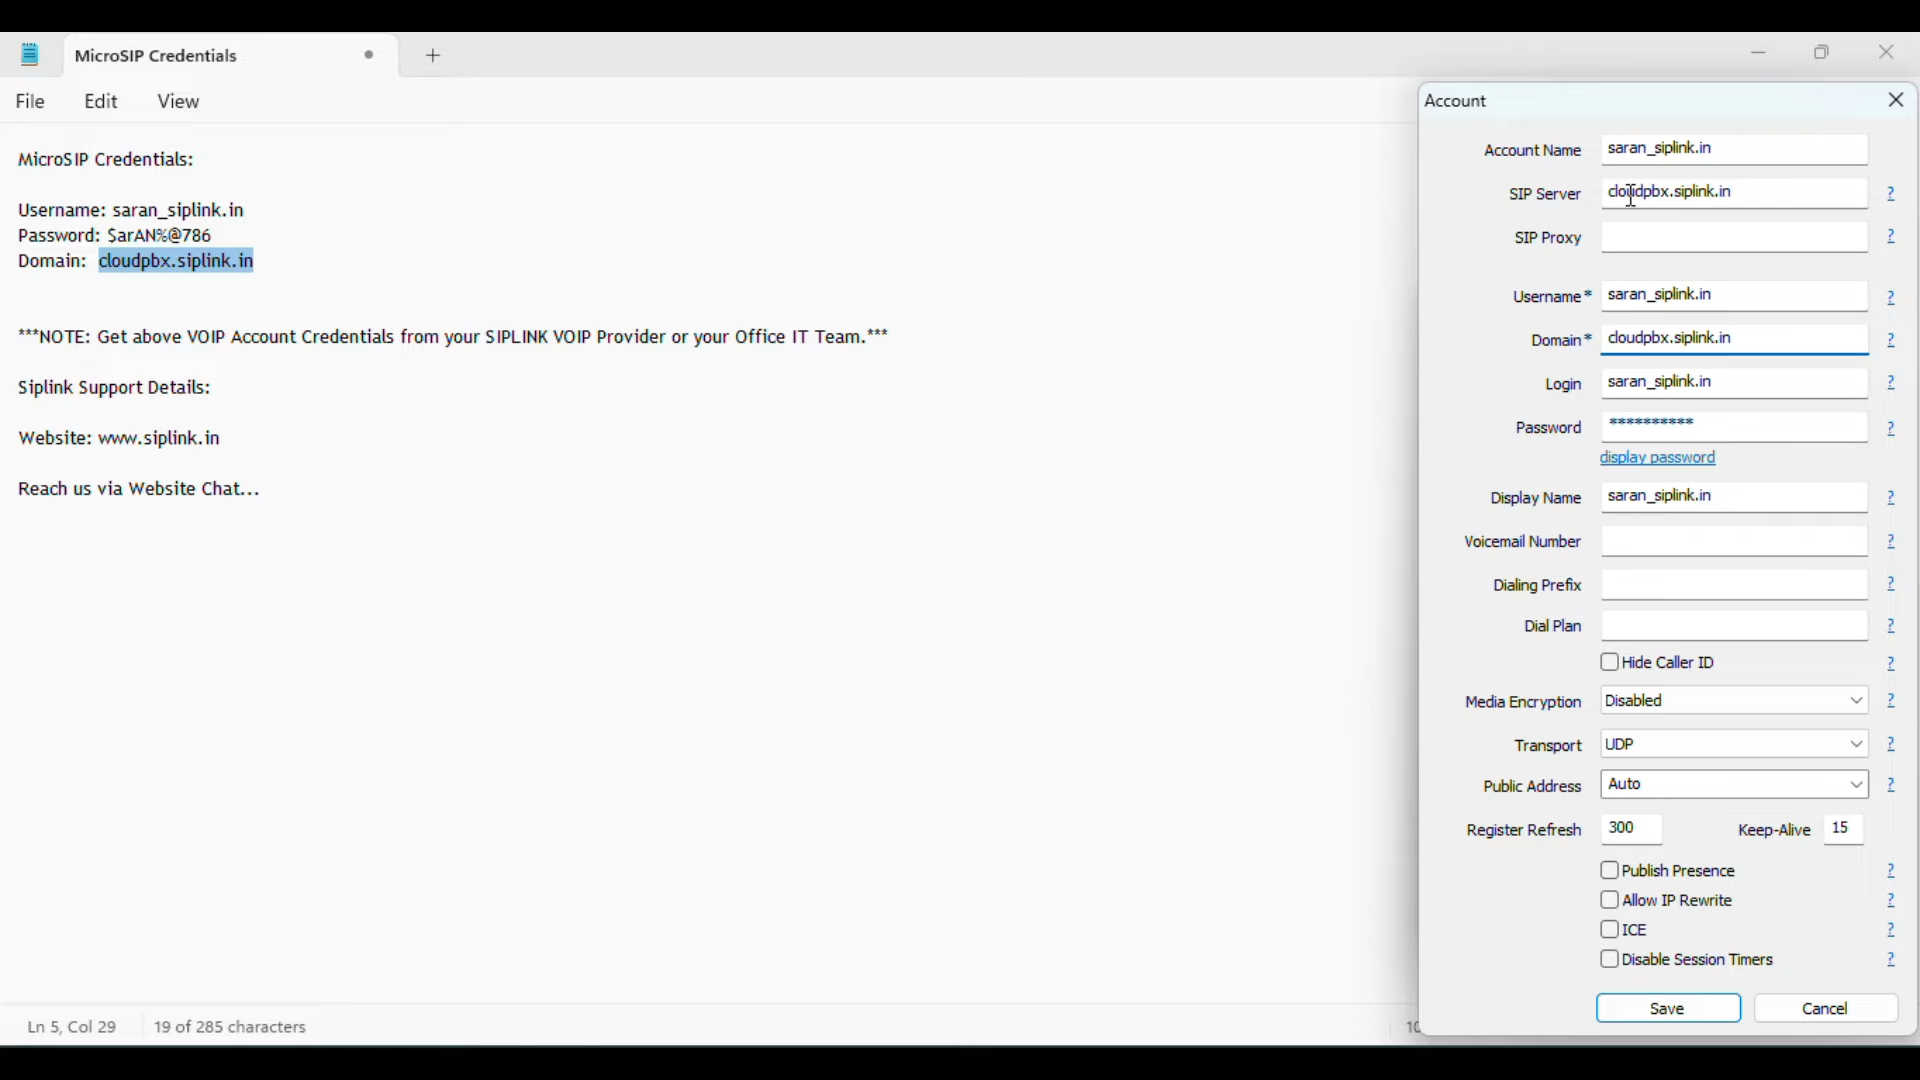 MicroSIP Credentials
File Edit View
MicroSIP Credentials:
Username: saran_siplink.in
Password: $arAN%@786
Domain: cloudpbx.siplink.in
***NOTE: Get above VOIP Account Credentials from your SIPLINK VOIP Provider or your Office IT Team.***
Siplink Support Details:
Website: www.siplink.in
Reach us via Website Chat...
Ln 5, Col 29 19 of 285 characters 10
Account
Account Name saran_siplink.in
SIP Server cloudpbx.siplink.in ?
SIP Proxy ?
Username* saran_siplink.in ?
Domain* cloudpbx.siplink.in ?
Login saran_siplink.in ?
Password ********** ?
display password
Display Name saran_siplink.in ?
Voicemail Number ?
Dialing Prefix ?
Dial Plan ?
Hide Caller ID ?
Media Encryption Disabled ?
Transport UDP ?
Public Address Auto ?
Register Refresh 300 Keep-Alive 15
Publish Presence ?
Allow IP Rewrite ?
ICE ?
Disable Session Timers ?
Save Cancel